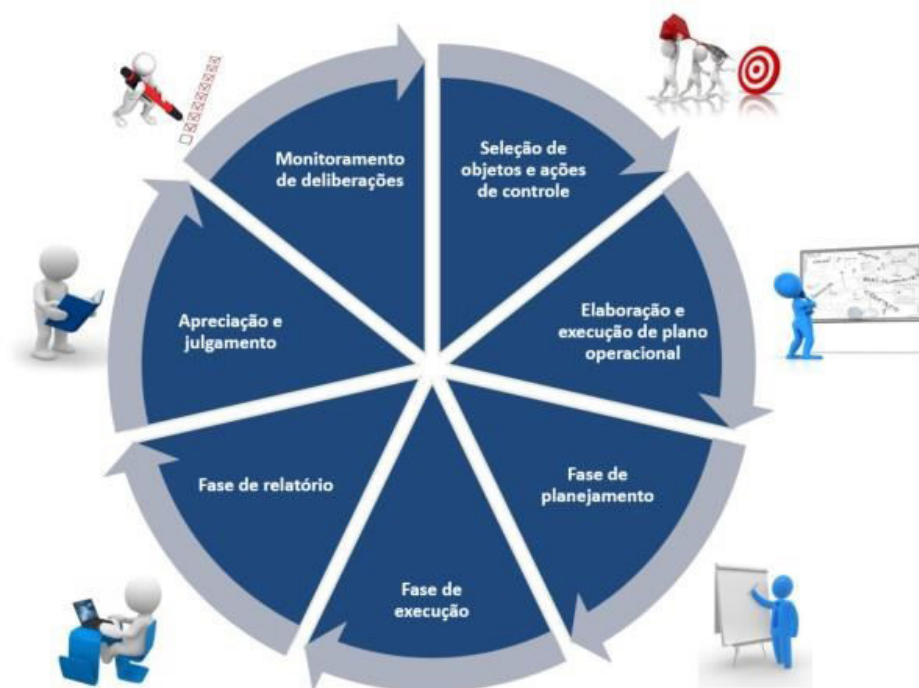 Seleção de
objetos e ações
de controle
Elaboração e
execução de plano
operacional
Fase de
planejamento
Fase de
execução
Fase de relatório
Apreciação e
julgamento
Monitoramento
de deliberações